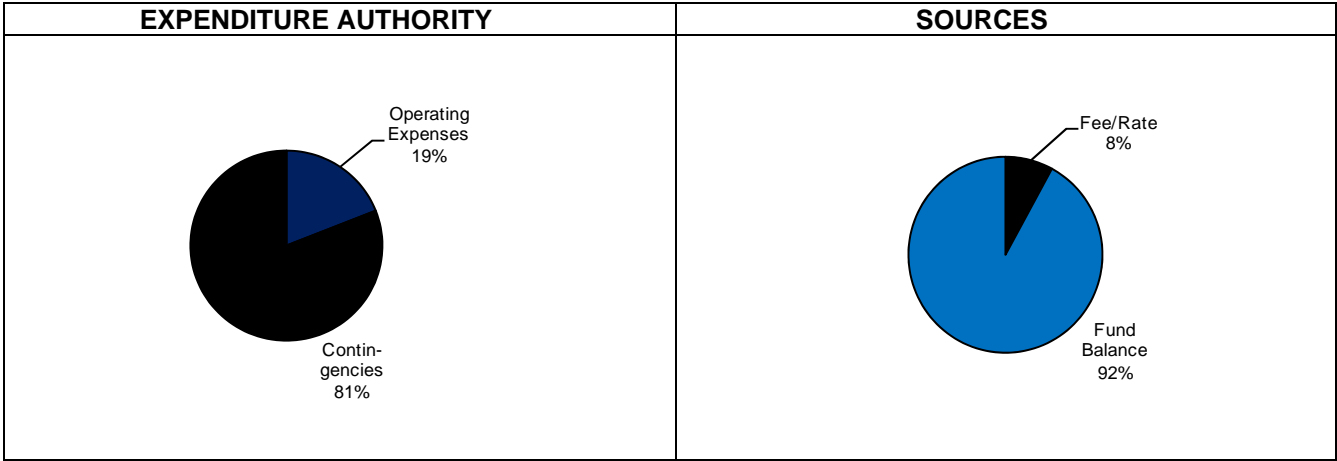 EXPENDITURE AUTHORITY
Operating
Expenses
19%
Contin-
gencies
81%
SOURCES
Fee/Rate
8%
Fund
Balance
92%